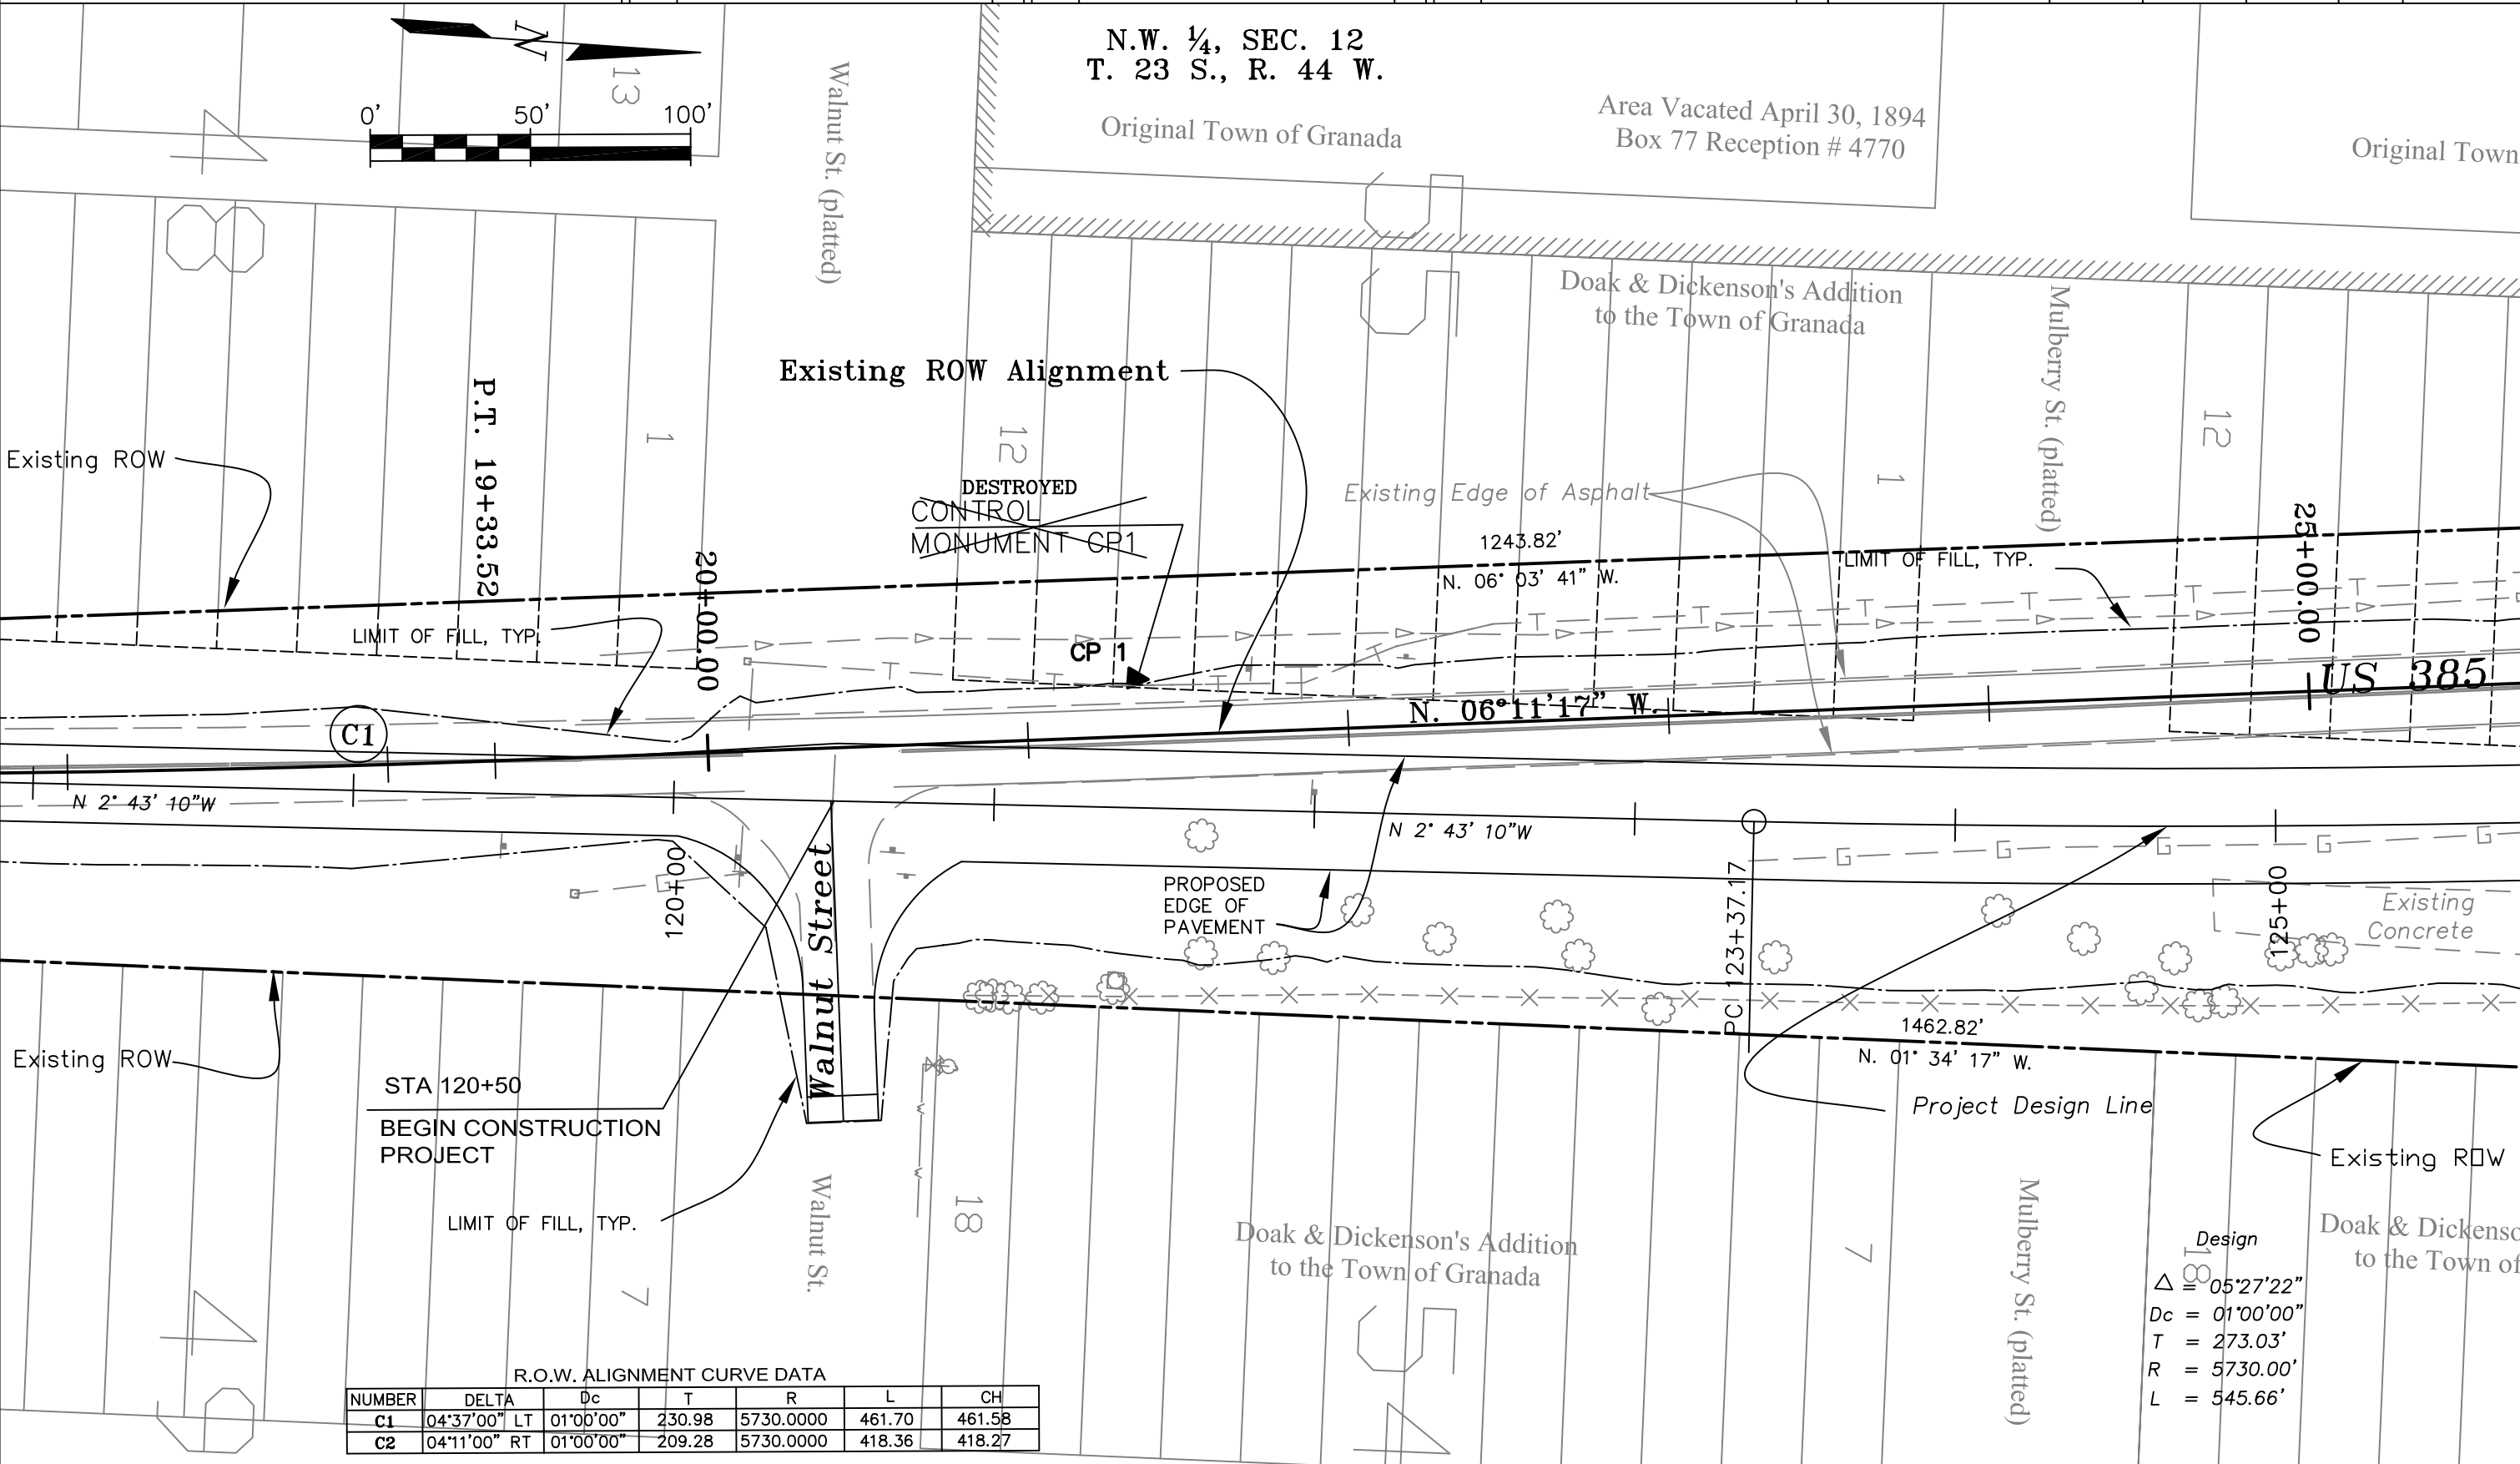 N
0' 50' 100'
13
4
8
Walnut St. (platted)
N.W. ¼, SEC. 12
T. 23 S., R. 44 W.
Original Town of Granada
Area Vacated April 30, 1894
Box 77 Reception # 4770
Original Town
5
5
Doak & Dickenson's Addition
to the Town of Granada
Mulberry St. (platted)
Existing ROW Alignment
P.T. 19+33.52
1
12
1
12
Existing ROW
DESTROYED
CONTROL
MONUMENT CP1
Existing Edge of Asphalt
1243.82'
N. 06° 03' 41" W.
LIMIT OF FILL, TYP.
25+00.00
20+00.00
LIMIT OF FILL, TYP.
CP 1
T T T T T T T T T T T
US 385
N. 06°11'17" W.
C1
N 2° 43' 10"W
N 2° 43' 10"W
120+00
G
G G G G G
Walnut Street
PROPOSED
EDGE OF
PAVEMENT
PC 123+37.17
125+00
Existing
Concrete
1462.82'
N. 01° 34' 17" W.
Existing ROW
STA 120+50
BEGIN CONSTRUCTION
PROJECT
Project Design Line
Existing ROW
W
W
LIMIT OF FILL, TYP.
Walnut St.
18
7
7
18
Doak & Dickenson's Addition
to the Town of Granada
Mulberry St. (platted)
Doak & Dickenso
to the Town of
4
9
5
4
Design
△ = 05°27'22"
Dc = 01°00'00"
T = 273.03'
R = 5730.00'
L = 545.66'
R.O.W. ALIGNMENT CURVE DATA
NUMBER DELTA Dc T R L CH
C1 04°37'00" LT 01°00'00" 230.98 5730.0000 461.70 461.58
C2 04°11'00" RT 01°00'00" 209.28 5730.0000 418.36 418.27